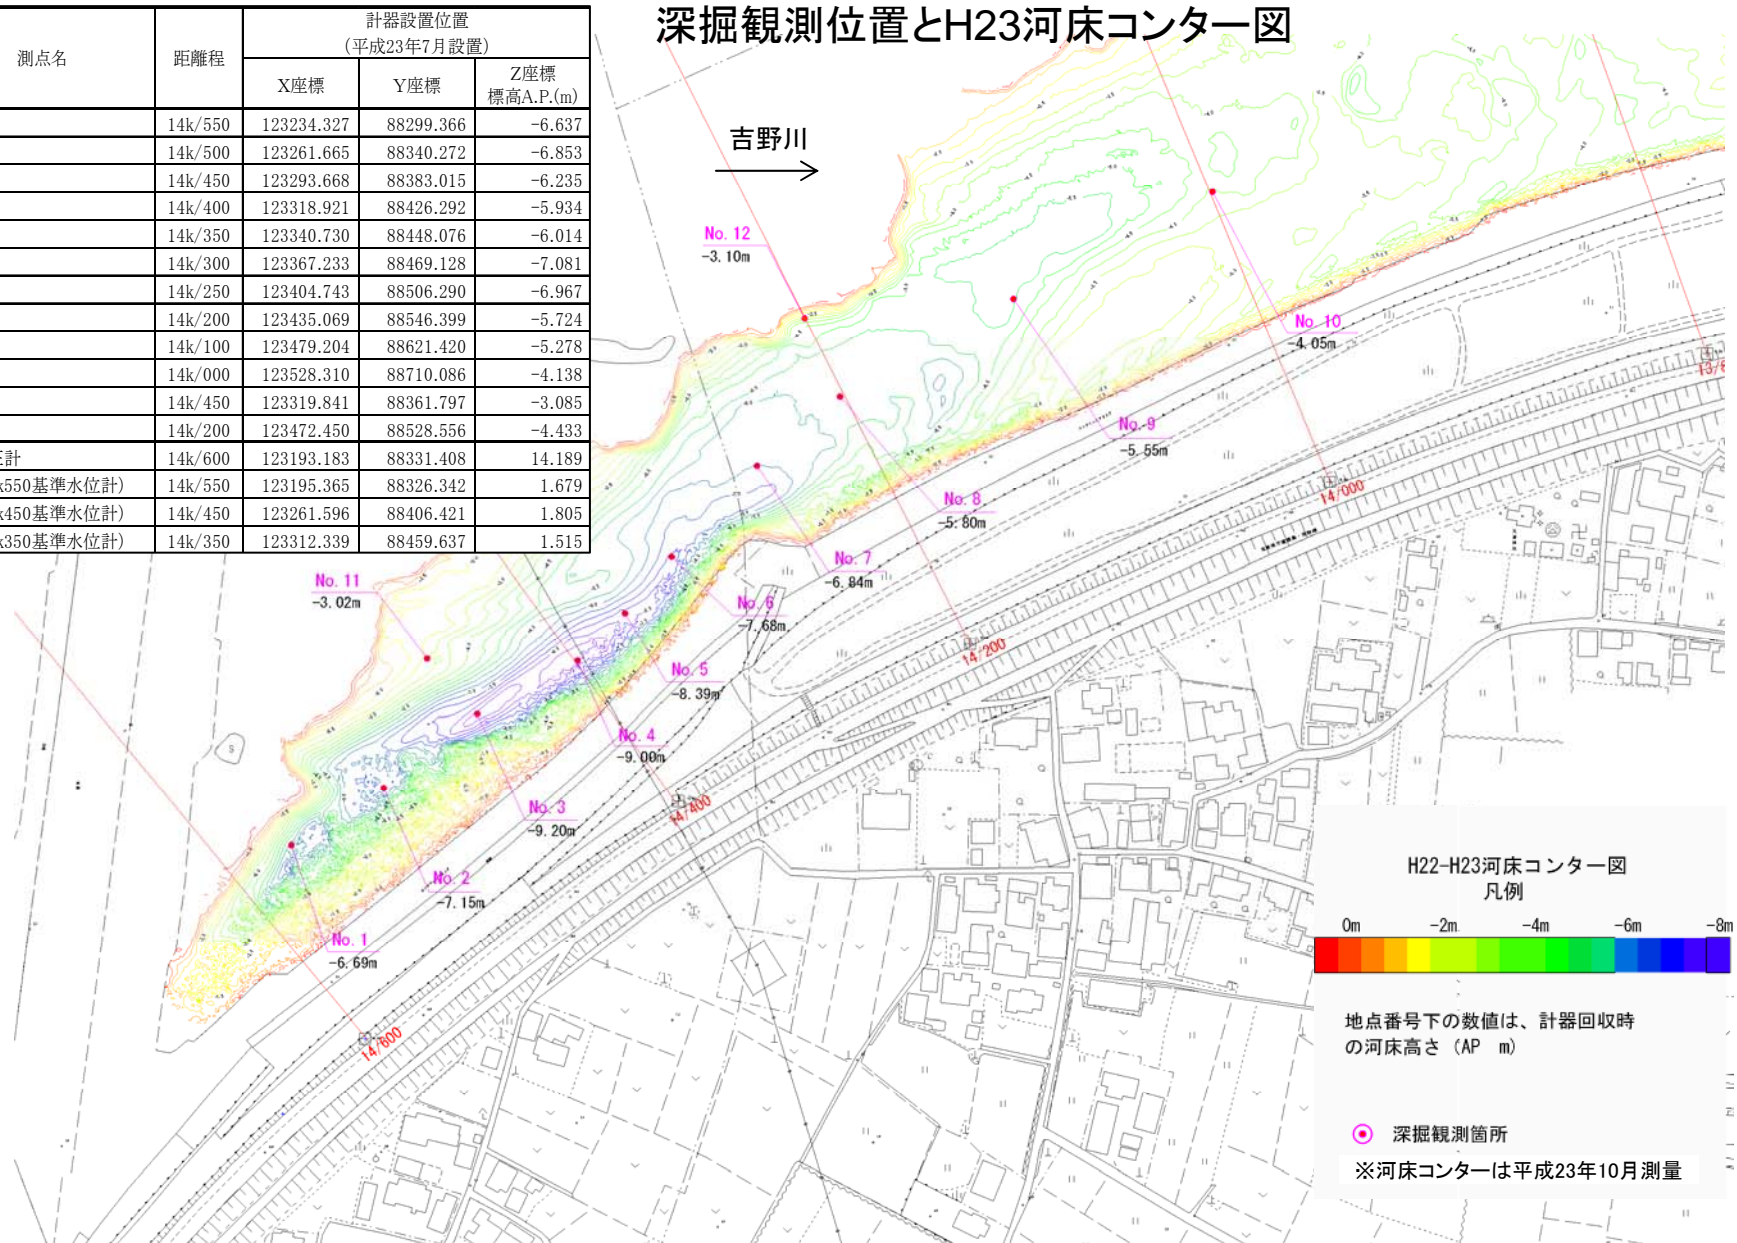 深掘観測位置とH23河床コンター図
測点名 距離程 計器設置位置
(平成23年7月設置)
X座標 Y座標 Z座標
標高A.P.(m)
14k/550 123234.327 88299.366 -6.637
14k/500 123261.665 88340.272 -6.853
14k/450 123293.668 88383.015 -6.235
14k/400 123318.921 88426.292 -5.934
14k/350 123340.730 88448.076 -6.014
14k/300 123367.233 88469.128 -7.081
14k/250 123404.743 88506.290 -6.967
14k/200 123435.069 88546.399 -5.724
14k/100 123479.204 88621.420 -5.278
14k/000 123528.310 88710.086 -4.138
14k/450 123319.841 88361.797 -3.085
14k/200 123472.450 88528.556 -4.433
計 14k/600 123193.183 88331.408 14.189
k550基準水位計) 14k/550 123195.365 88326.342 1.679
k450基準水位計) 14k/450 123261.596 88406.421 1.805
k350基準水位計) 14k/350 123312.339 88459.637 1.515
吉野川
No. 12
-3.10m
No. 10
-4.05m
No. 9
-5.55m
No. 8
-5.80m
No. 7
-6.84m
No. 6
-7.68m
No. 11
-3.02m
No. 5
-8.39m
No. 4
-9.00m
No. 3
-9.20m
No. 2
-7.15m
No. 1
-6.69m
14/000
14/200
14/400
14/600
H22-H23河床コンター図
凡例
0m -2m -4m -6m -8m
地点番号下の数値は、計器回収時
の河床高さ（AP m）
深掘観測箇所
※河床コンターは平成23年10月測量